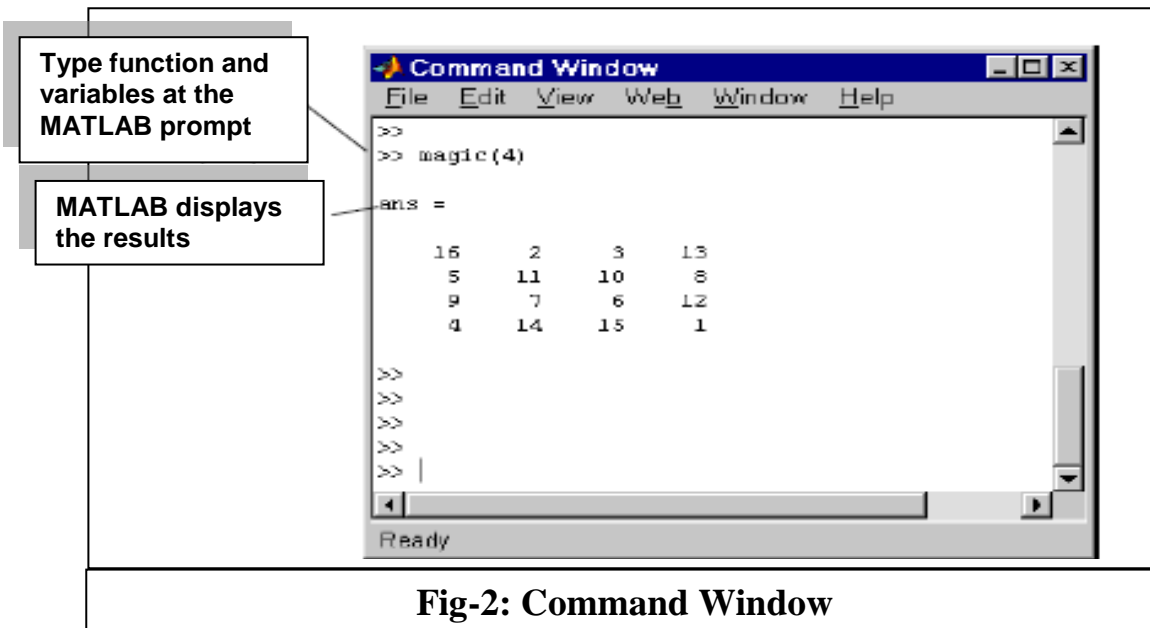 Type function and
variables at the
MATLAB prompt
MATLAB displays
the results
Command Window
File Edit View Web Window Help
>>
>> magic(4)
ans =
16 2 3 13
5 11 10 8
9 7 6 12
4 14 15 1
>>
>>
>>
>>
>>
Ready
Fig-2: Command Window